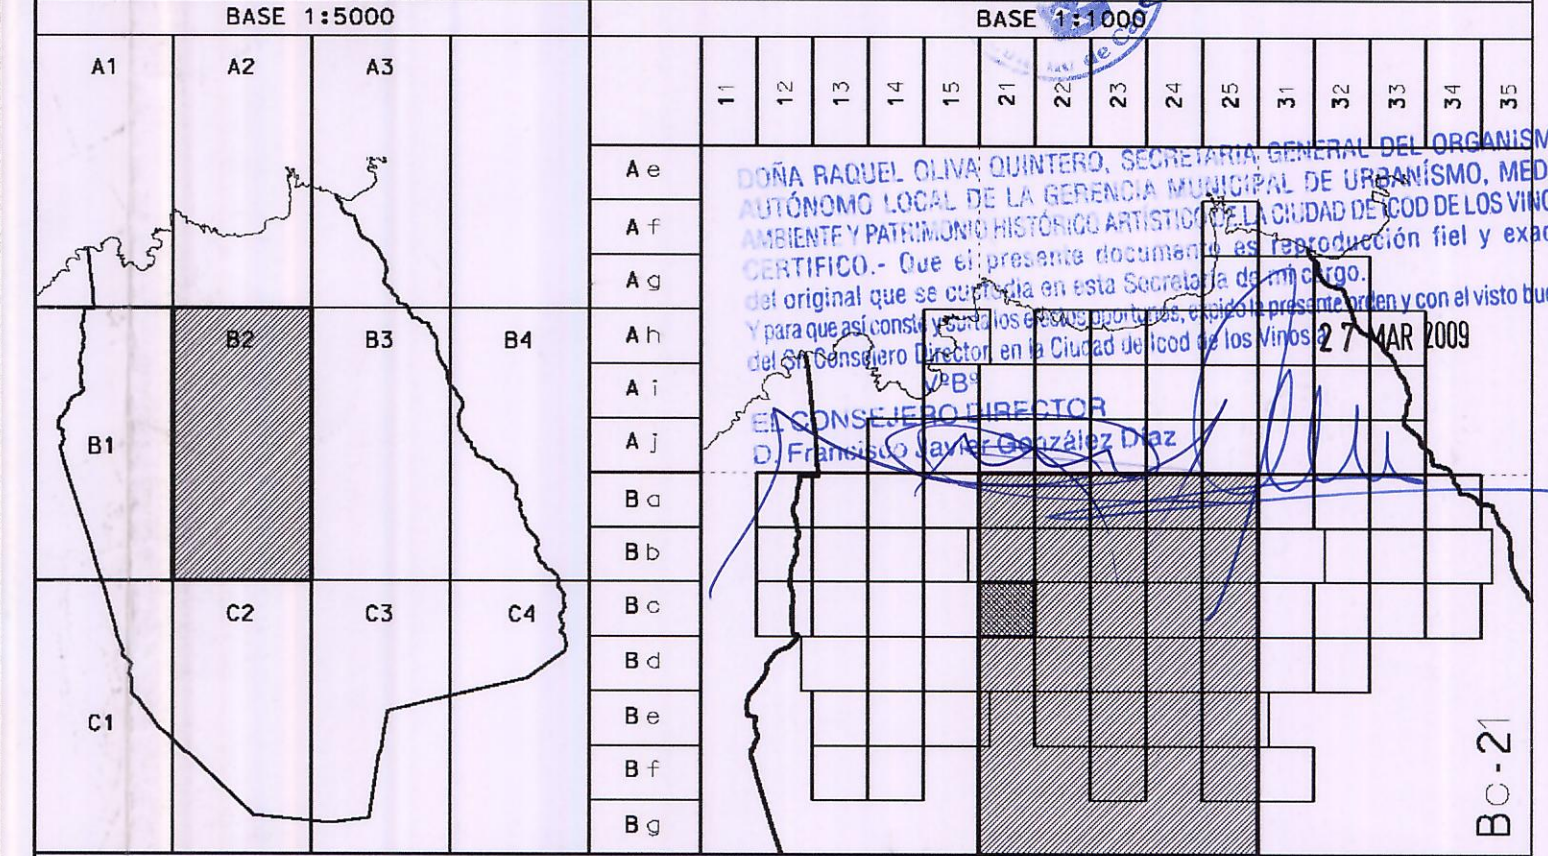 BASE 1:5000
BASE 1:1000
A1 A2 A3
B1 B2 B3 B4
C1 C2 C3 C4
11 12 13 14 15 21 22 23 24 25 31 32 33 34 35
Ae
Af
Ag
Ah
Ai
Aj
Ba
Bb
Bc
Bd
Be
Bf
Bg
de Ca
DOÑA RAQUEL OLIVA QUINTERO, SECRETARIA GENERAL DEL ORGANISM
AUTÓNOMO LOCAL DE LA GERENCIA MUNICIPAL DE URBANÍSMO, MED
AMBIENTE Y PATRIMONIO HISTÓRICO ARTÍSTICO DE LA CIUDAD DE ICOD DE LOS VINO
CERTIFICO.- Que el presente documento es reproducción fiel y exac
del original que se custodia en esta Secretaría de mi cargo.
Y para que así conste y surta los efectos oportunos, expido la presente orden y con el visto bue
del Sr. Consejero Director en la Ciudad de Icod de los Vinos a 27 MAR 2009
VºBº
EL CONSEJERO DIRECTOR
D. Francisco Javier González Díaz
Bc-21